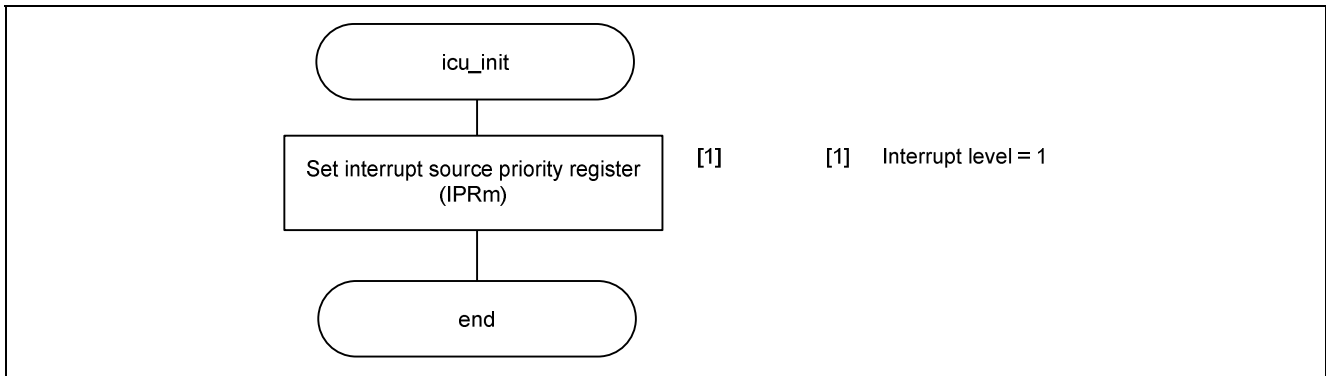 icu_init
Set interrupt source priority register
(IPRm)
[1]
[1] Interrupt level = 1
end